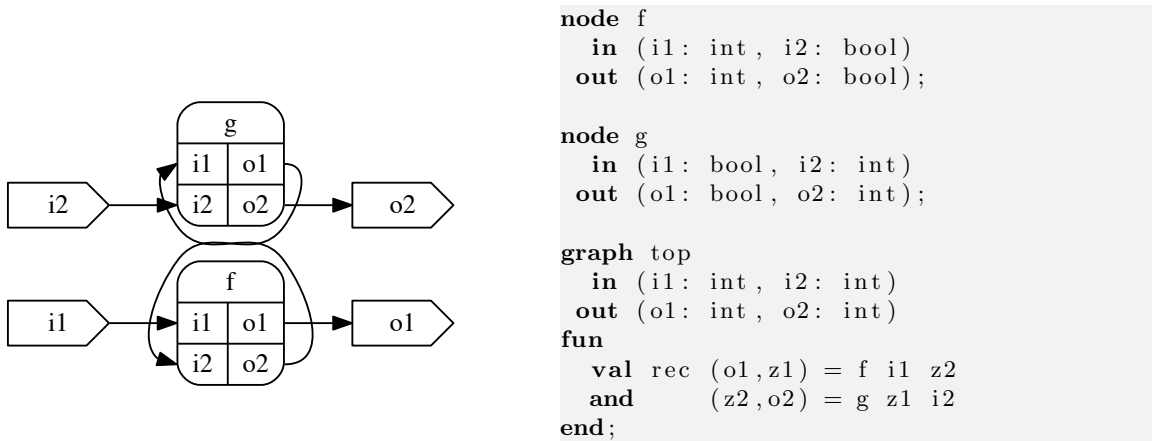 g
i1 o1
i2 o2
i2
o2
f
i1 o1
i2 o2
i1
o1
node f
in (i1: int, i2: bool)
out (o1: int, o2: bool);
node g
in (i1: bool, i2: int)
out (o1: bool, o2: int);
graph top
in (i1: int, i2: int)
out (o1: int, o2: int)
fun
val rec (o1,z1) = f i1 z2
and (z2,o2) = g z1 i2
end;